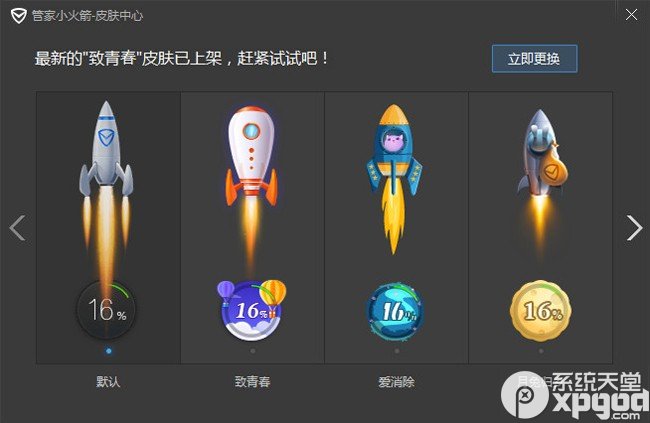 管家小火箭-皮肤中心
最新的"致青春"皮肤已上架，赶紧试试吧！
立即更换
16%
16%
16%
16%
默认
致青春
爱消除
系统天堂
xpgod.com